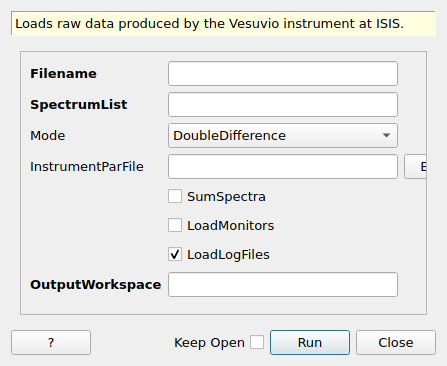 Loads raw data produced by the Vesuvio instrument at ISIS.
Filename
SpectrumList
Mode DoubleDifference
InstrumentParFile
SumSpectra
LoadMonitors
LoadLogFiles
OutputWorkspace
? Keep Open Run Close